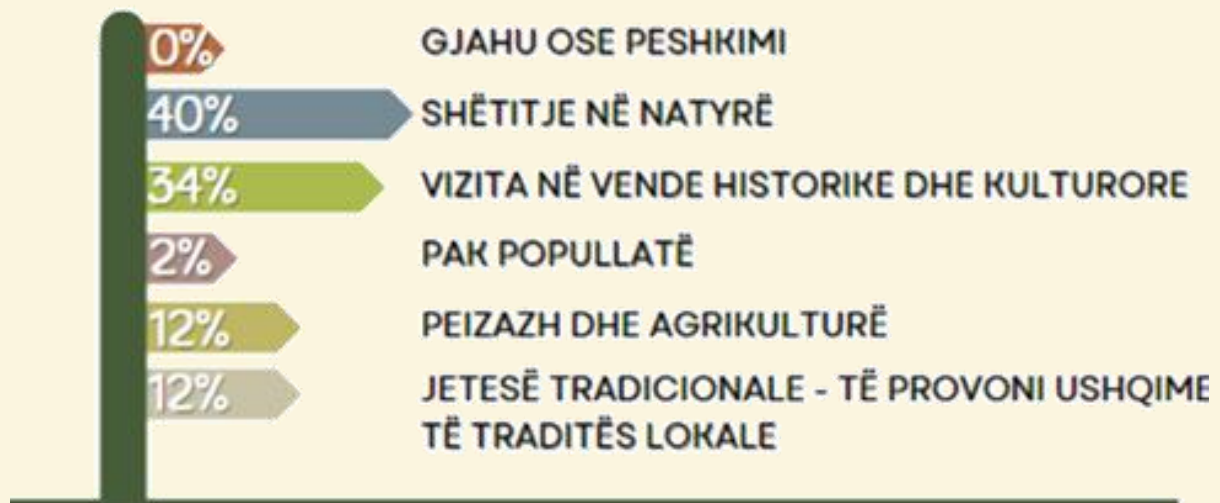 0% GJAHU OSE PESHKIMI
40% SHËTITJE NË NATYRË
34% VIZITA NË VENDE HISTORIKE DHE KULTURORE
2% PAK POPULLATË
12% PEIZAZH DHE AGRIKULTURË
12% JETESË TRADICIONALE - TË PROVONI USHQIME
TË TRADITËS LOKALE